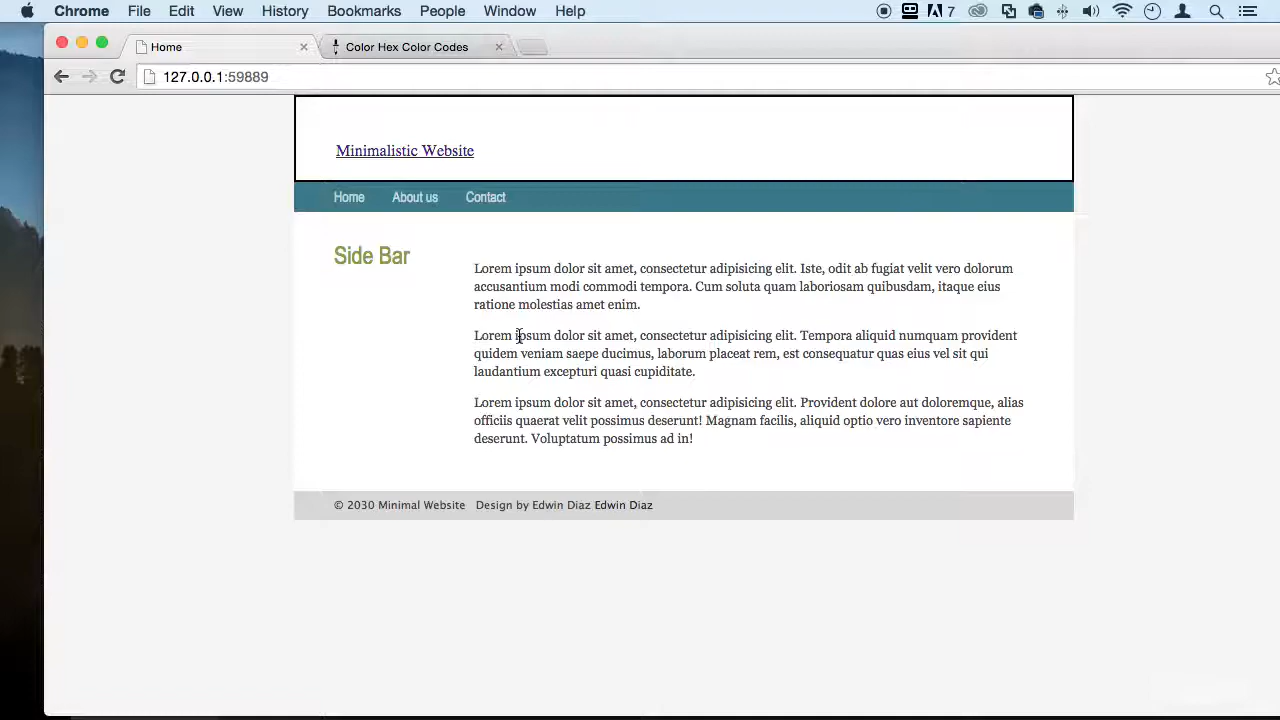 Chrome File Edit View History Bookmarks People Window Help 7
Home Color Hex Color Codes
127.0.0.1:59889
Minimalistic Website
Home About us Contact
Side Bar
Lorem ipsum dolor sit amet, consectetur adipisicing elit. Iste, odit ab fugiat velit vero dolorum
accusantium modi commodi tempora. Cum soluta quam laboriosam quibusdam, itaque eius
ratione molestias amet enim.
Lorem ipsum dolor sit amet, consectetur adipisicing elit. Tempora aliquid numquam provident
quidem veniam saepe ducimus, laborum placeat rem, est consequatur quas eius vel sit qui
laudantium excepturi quasi cupiditate.
Lorem ipsum dolor sit amet, consectetur adipisicing elit. Provident dolore aut doloremque, alias
officiis quaerat velit possimus deserunt! Magnam facilis, aliquid optio vero inventore sapiente
deserunt. Voluptatum possimus ad in!
© 2030 Minimal Website Design by Edwin Diaz Edwin Diaz